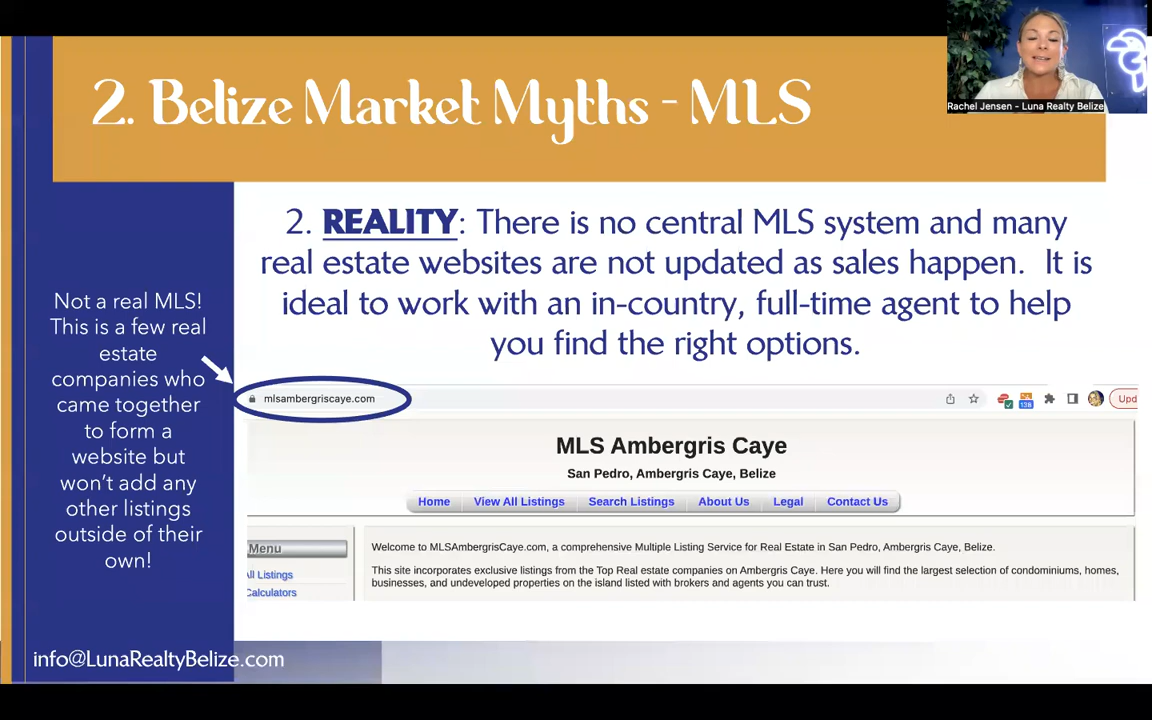 2. Belize Market Myths - MLS
Rachel Jensen - Luna Realty Belize
2. REALITY: There is no central MLS system and many
real estate websites are not updated as sales happen. It is
ideal to work with an in-country, full-time agent to help
you find the right options.
Not a real MLS!
This is a few real
estate
companies who
came together
to form a
website but
won't add any
other listings
outside of their
own!
mlsambergriscaye.com
138
Upd
MLS Ambergris Caye
San Pedro, Ambergris Caye, Belize
Home View All Listings Search Listings About Us Legal Contact Us
Menu
All Listings
Calculators
Welcome to MLSAmbergrisCaye.com, a comprehensive Multiple Listing Service for Real Estate in San Pedro, Ambergris Caye, Belize.
This site incorporates exclusive listings from the Top Real estate companies on Ambergris Caye. Here you will find the largest selection of condominiums, homes,
businesses, and undeveloped properties on the island listed with brokers and agents you can trust.
info@LunaRealtyBelize.com